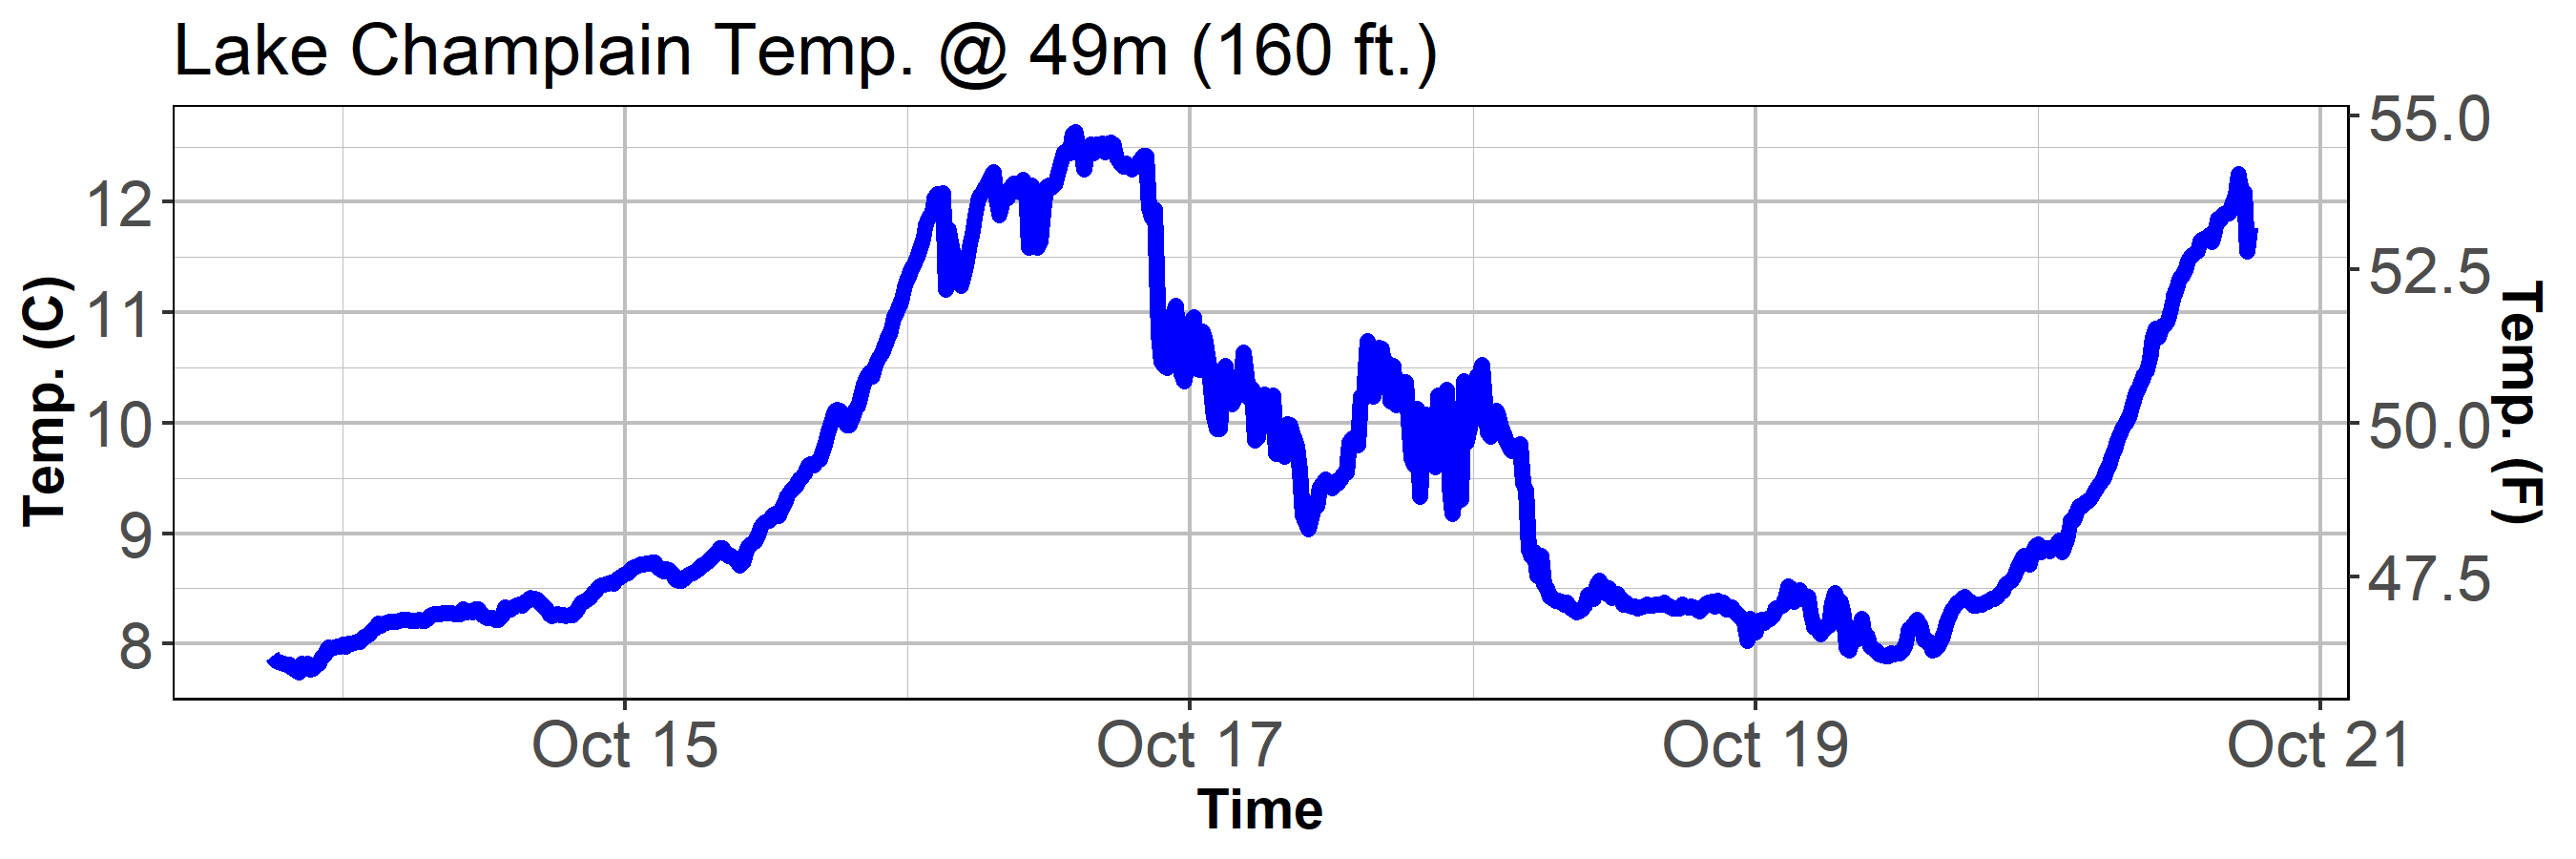 Lake Champlain Temp. @ 49m (160 ft.)
Temp. (C)
12
11
10
9
8
55.0
52.5
50.0
47.5
Temp. (F)
Oct 15
Oct 17
Oct 19
Oct 21
Time